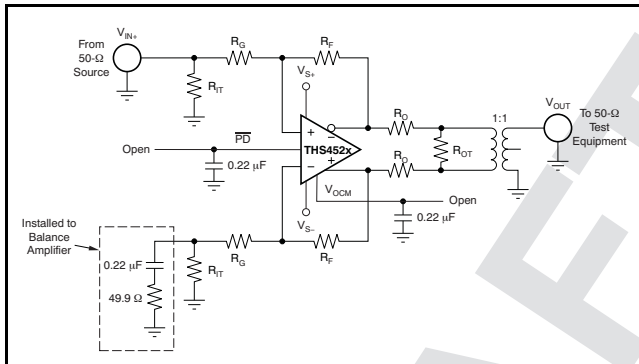 V_IN+
From
50-Ω
Source
R_G
R_F
R_IT
V_S+
PD
Open
0.22 μF
THS452x
R_O
R_O
R_OT
1:1
V_OUT
To 50-Ω
Test
Equipment
V_OCM
Open
0.22 μF
V_S−
Installed to
Balance
Amplifier
0.22 μF
49.9 Ω
R_IT
R_G
R_F